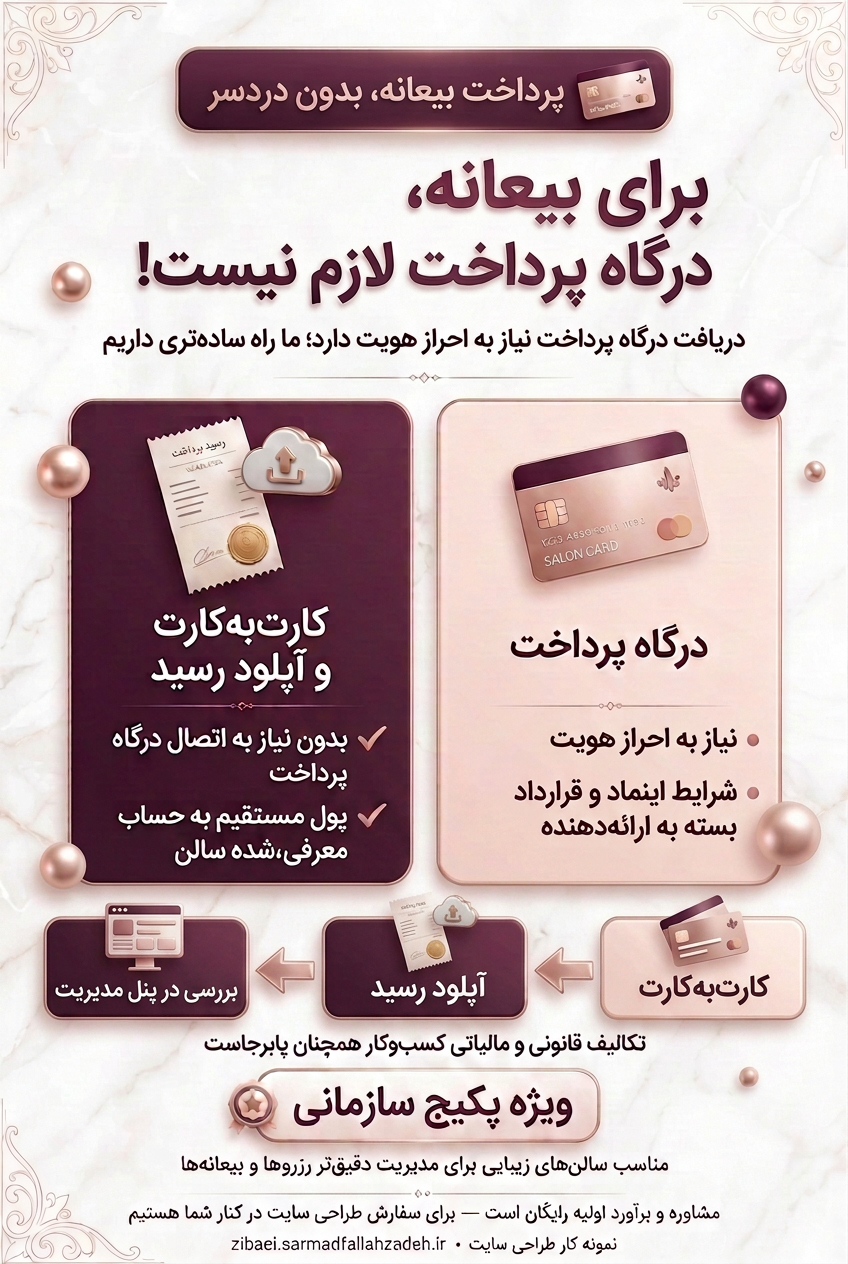 پرداخت بیعانه، بدون دردسر
برای بیعانه،
درگاه پرداخت لازم نیست!
دریافت درگاه پرداخت نیاز به احراز هویت دارد؛ ما راه ساده‌تری داریم
SALON CARD
درگاه پرداخت
نیاز به احراز هویت
شرایط اینماد و قرارداد
بسته به ارائه‌دهنده
رسید پرداخت
کارت‌به‌کارت
و آپلود رسید
بدون نیاز به اتصال درگاه
پرداخت
پول مستقیم به حساب
معرفی،شده سالن
کارت‌به‌کارت
آپلود رسید
بررسی در پنل مدیریت
تکالیف قانونی و مالیاتی کسب‌وکار همچنان پابرجاست
ویژه پکیج سازمانی
مناسب سالن‌های زیبایی برای مدیریت دقیق‌تر رزروها و بیعانه‌ها
مشاوره و برآورد اولیه رایگان است — برای سفارش طراحی سایت در کنار شما هستیم
نمونه کار طراحی سایت • zibaei.sarmadfallahzadeh.ir